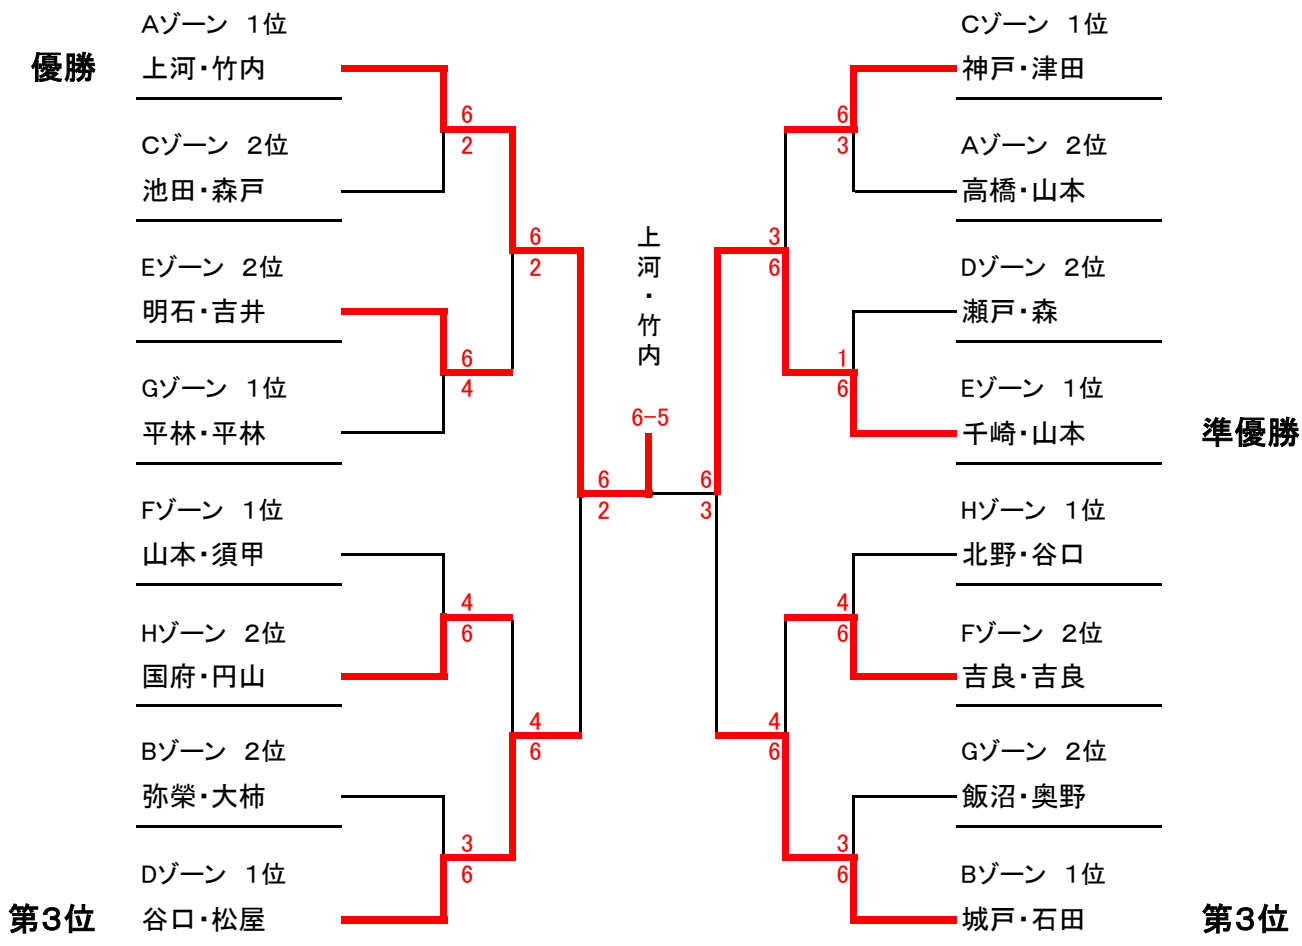 Aゾーン　1位
優勝
上河・竹内
6
2
Cゾーン　2位
池田・森戸
6
2
Eゾーン　2位
明石・吉井
6
4
Gゾーン　1位
平林・平林
6
2
Fゾーン　1位
山本・須甲
4
6
Hゾーン　2位
国府・円山
4
6
Bゾーン　2位
弥榮・大柿
3
6
Dゾーン　1位
第3位
谷口・松屋
上河・竹内
6-5
Cゾーン　1位
神戸・津田
6
3
Aゾーン　2位
高橋・山本
3
6
Dゾーン　2位
瀬戸・森
1
6
Eゾーン　1位
千崎・山本
準優勝
6
3
Hゾーン　1位
北野・谷口
4
6
Fゾーン　2位
吉良・吉良
4
6
Gゾーン　2位
飯沼・奥野
3
6
Bゾーン　1位
城戸・石田
第3位